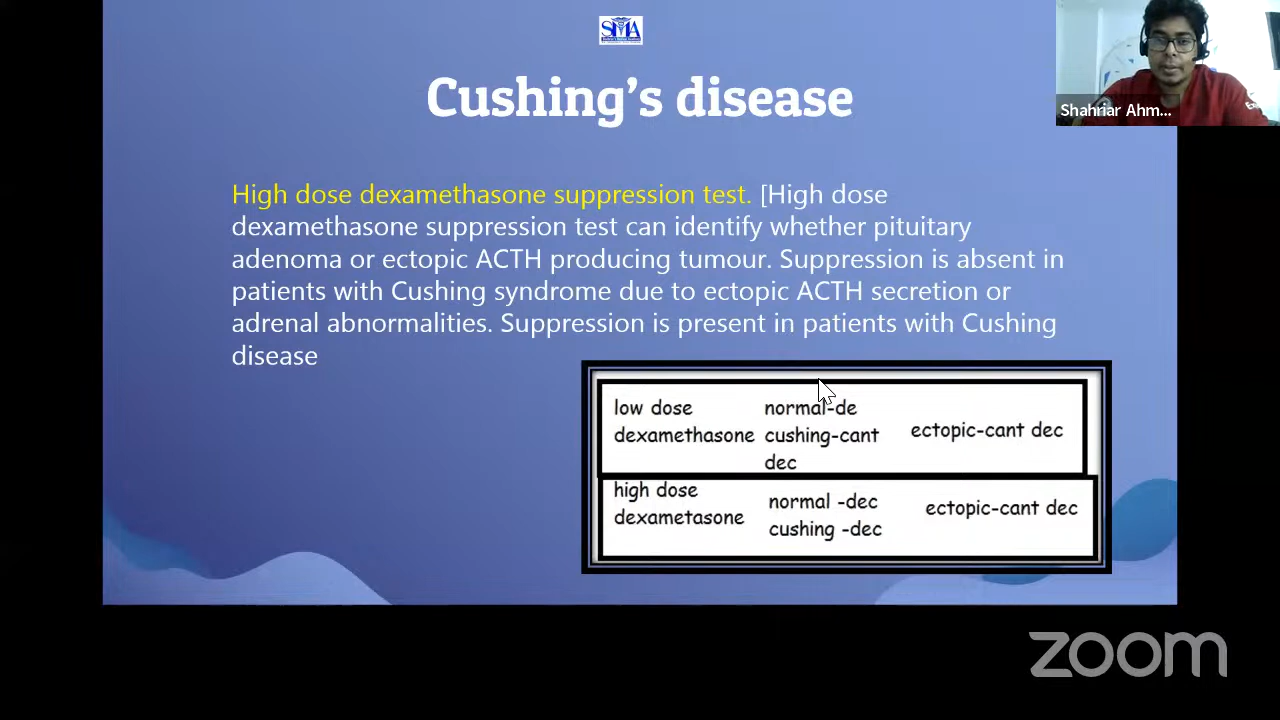 SMA
Cushing's disease
Shahriar Ahm...
High dose dexamethasone suppression test. [High dose
dexamethasone suppression test can identify whether pituitary
adenoma or ectopic ACTH producing tumour. Suppression is absent in
patients with Cushing syndrome due to ectopic ACTH secretion or
adrenal abnormalities. Suppression is present in patients with Cushing
disease
low dose
dexamethasone
normal-de
cushing-cant
dec
ectopic-cant dec
high dose
dexametasone
normal -dec
cushing -dec
ectopic-cant dec
zoom